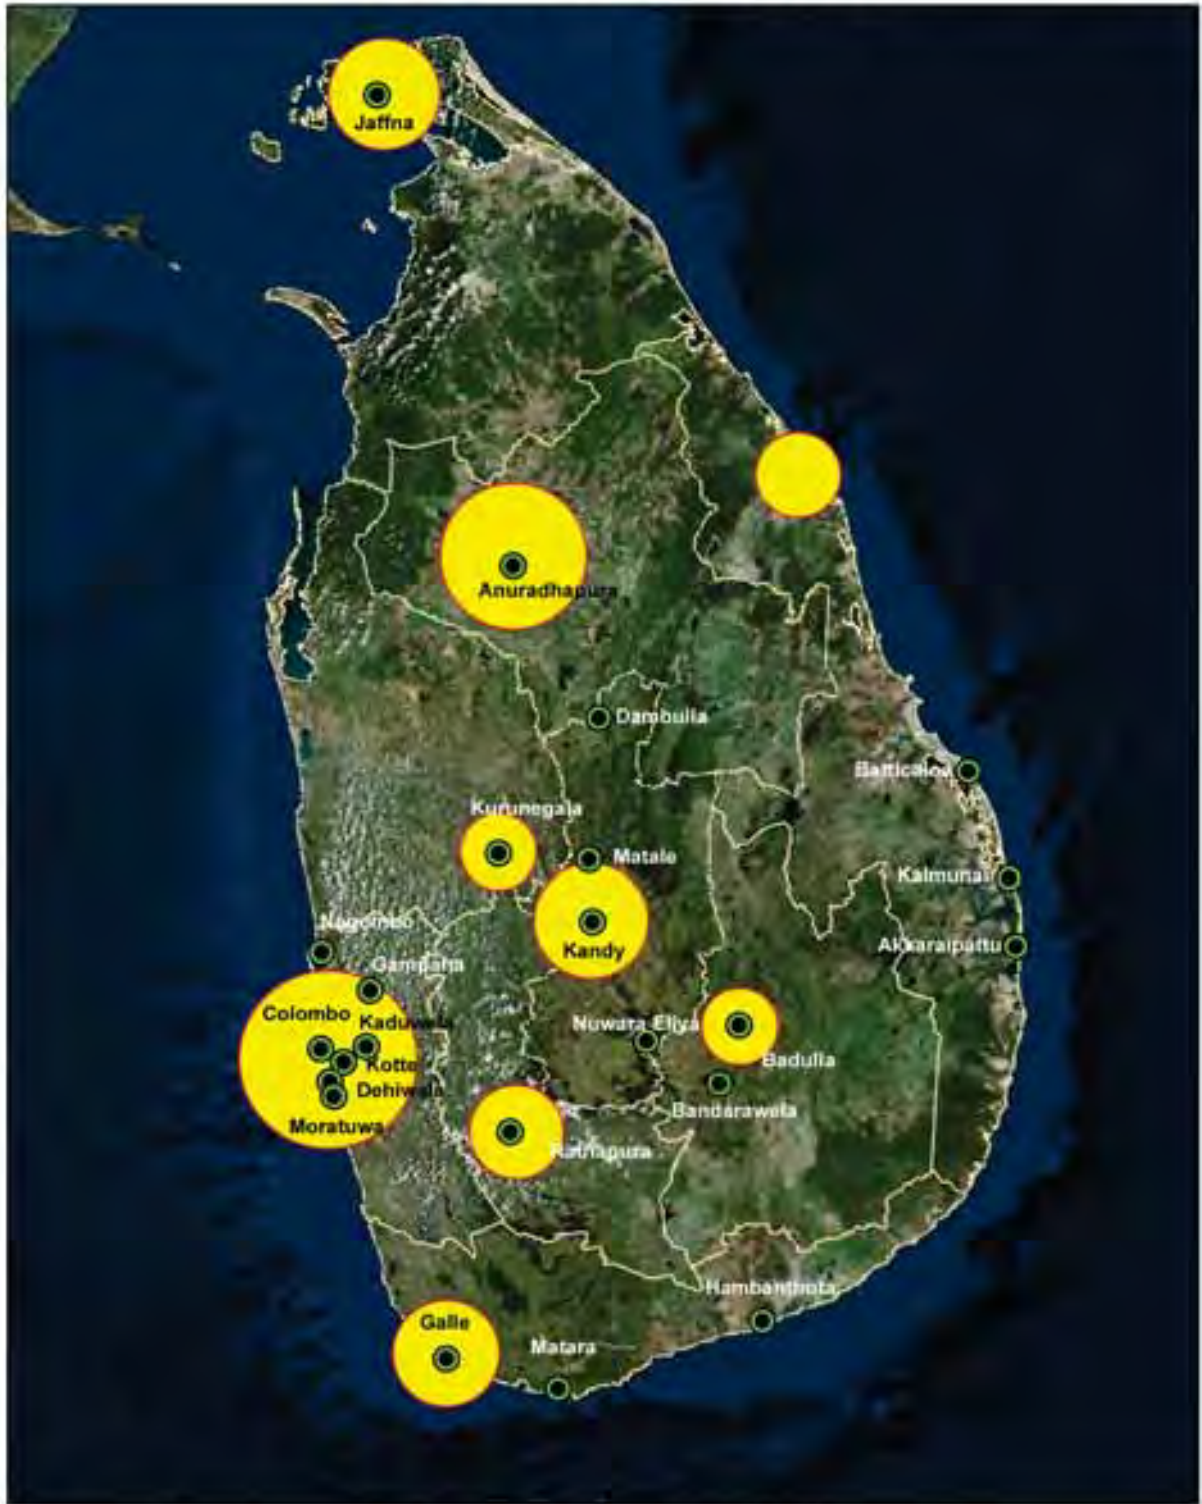 Jaffna
Anuradhapura
Dambulla
Batticaloa
Kurunegala
Matale
Kalmunai
Negombo
Kandy
Akkaraipattu
Gampaha
Colombo
Kaduwela
Nuwara Eliya
Kotte
Badulla
Dehiwala
Bandarawela
Moratuwa
Ratnapura
Hambanthota
Galle
Matara